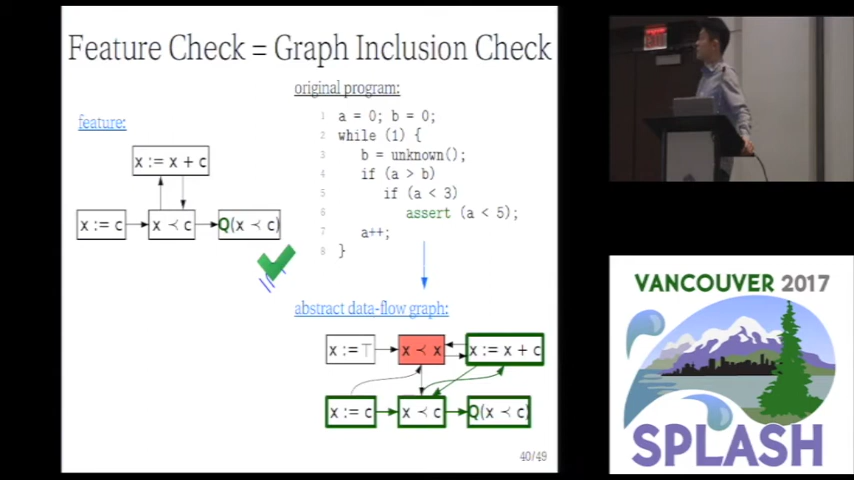 Feature Check = Graph Inclusion Check
original program:
1 a = 0; b = 0;
2 while (1) {
3 b = unknown();
4 if (a > b)
5 if (a < 3)
6 assert (a < 5);
7 a++;
8 }
feature:
x := x + c
x := c
x ≺ c
Q(x ≺ c)
abstract data-flow graph:
x := ⊤
x ≺ x
x := x + c
x := c
x ≺ c
Q(x ≺ c)
40/49
EXIT
VANCOUVER 2017
SPLASH